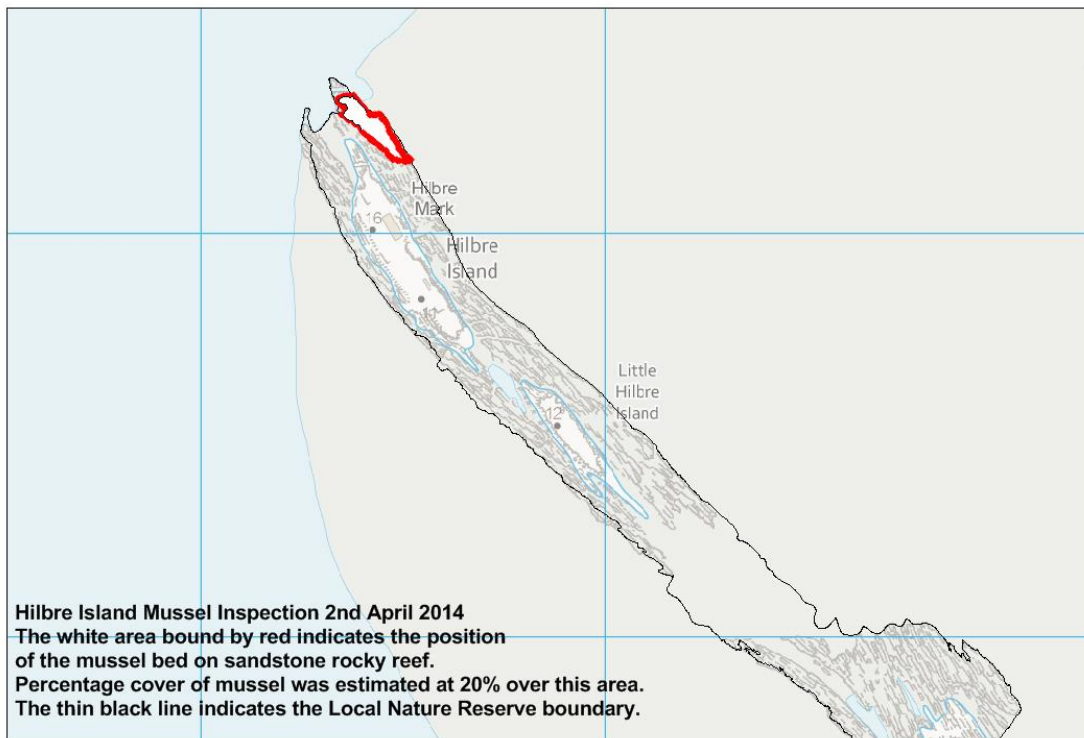 Hilbre
Mark
16
Hilbre
Island
Little
Hilbre
Island
12
Hilbre Island Mussel Inspection 2nd April 2014
The white area bound by red indicates the position
of the mussel bed on sandstone rocky reef.
Percentage cover of mussel was estimated at 20% over this area.
The thin black line indicates the Local Nature Reserve boundary.